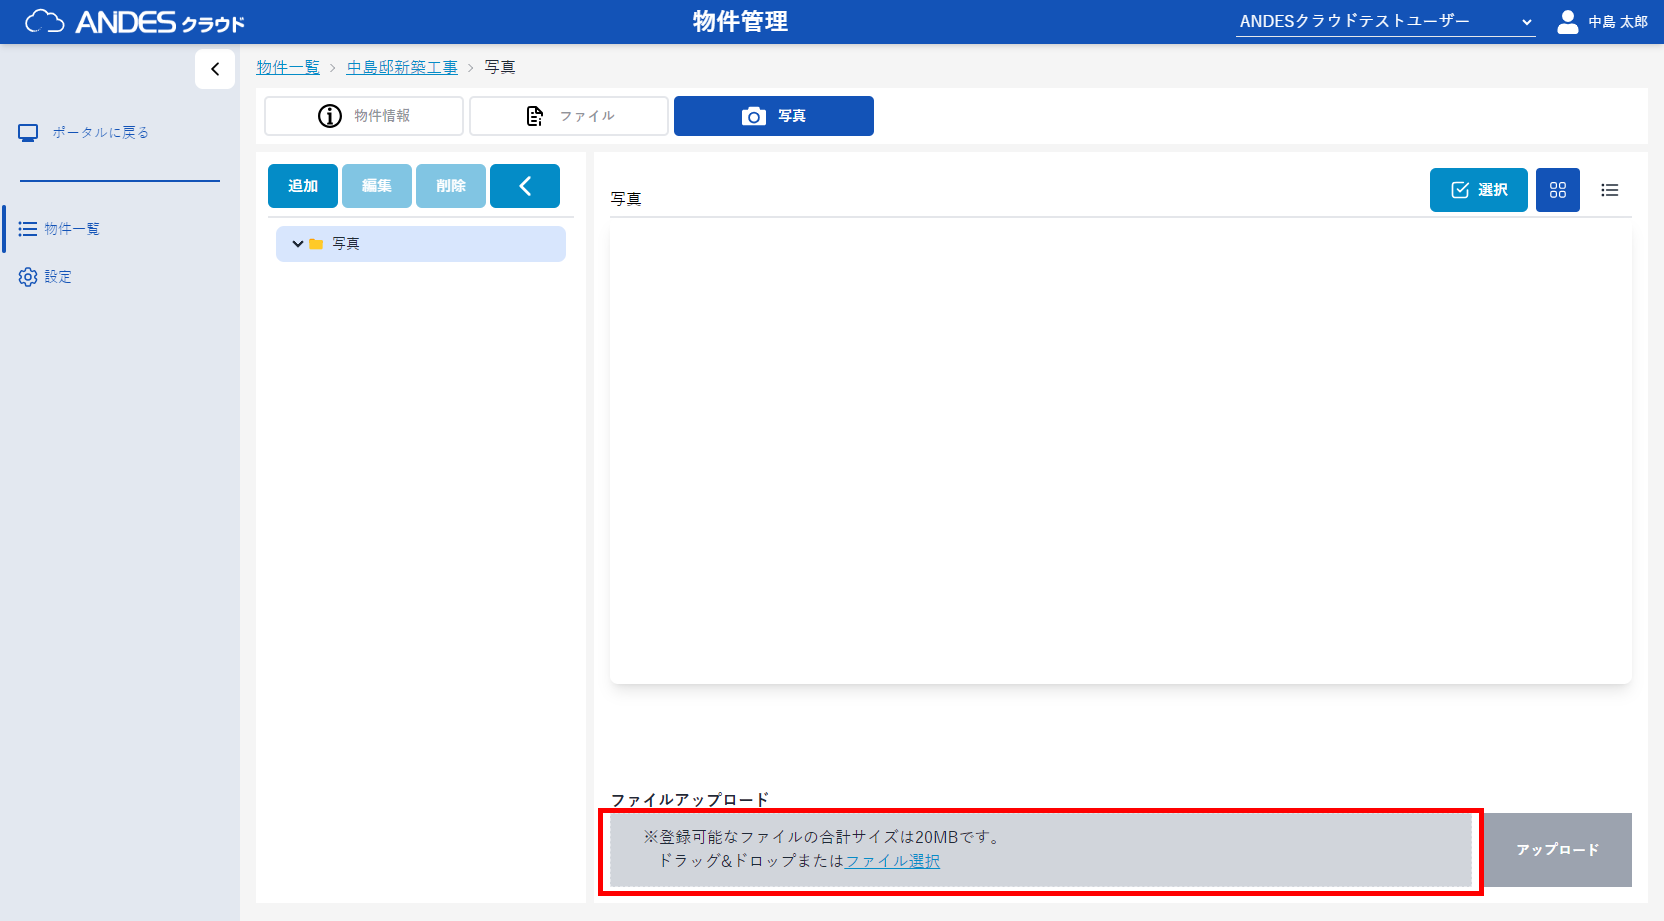 ANDES クラウド
物件管理
ANDESクラウドテストユーザー
中島 太郎
物件一覧 > 中島邸新築工事 > 写真
ポータルに戻る
物件一覧
設定
物件情報
ファイル
写真
追加
編集
削除
写真
写真
選択
ファイルアップロード
※登録可能なファイルの合計サイズは20MBです。
ドラッグ&ドロップまたはファイル選択
アップロード